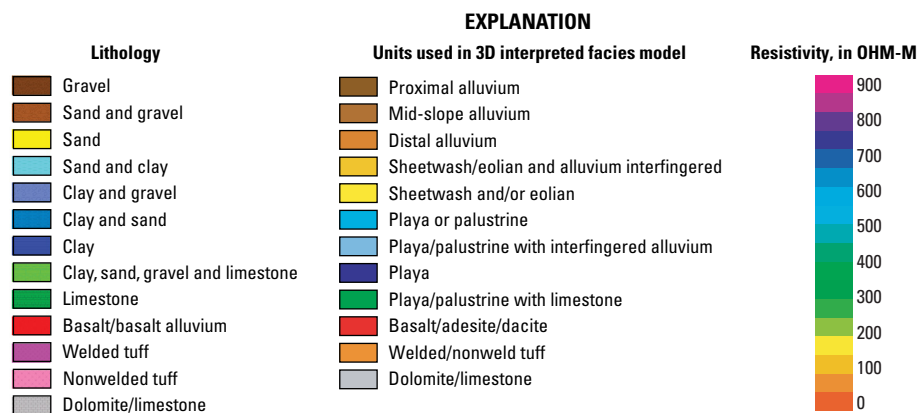 EXPLANATION
Lithology
Gravel
Sand and gravel
Sand
Sand and clay
Clay and gravel
Clay and sand
Clay
Clay, sand, gravel and limestone
Limestone
Basalt/basalt alluvium
Welded tuff
Nonwelded tuff
Dolomite/limestone
Units used in 3D interpreted facies model
Proximal alluvium
Mid-slope alluvium
Distal alluvium
Sheetwash/eolian and alluvium interfingered
Sheetwash and/or eolian
Playa or palustrine
Playa/palustrine with interfingered alluvium
Playa
Playa/palustrine with limestone
Basalt/adesite/dacite
Welded/nonweld tuff
Dolomite/limestone
Resistivity, in OHM-M
900
800
700
600
500
400
300
200
100
0